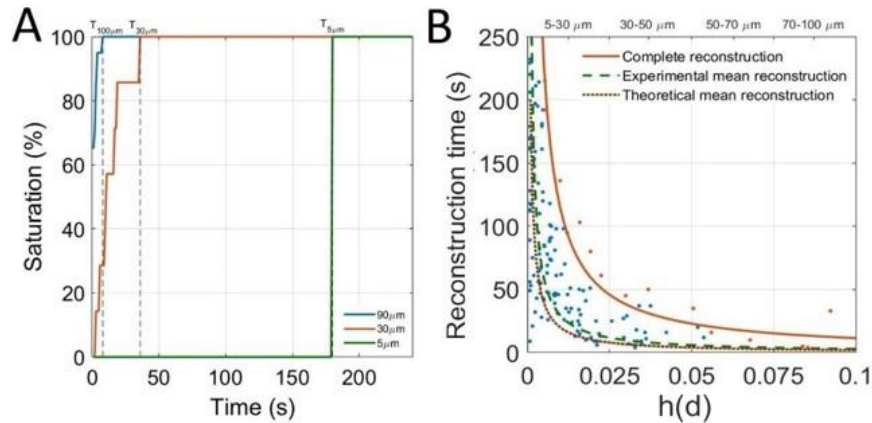 A
T100μm T30μm T5μm
100
80
60
40
20
0
Saturation (%)
0 50 100 150 200
Time (s)
90μm
30μm
5μm
B
5-30 μm 30-50 μm 50-70 μm 70-100 μm
250
200
150
100
50
0
Reconstruction time (s)
Complete reconstruction
Experimental mean reconstruction
Theoretical mean reconstruction
0 0.025 0.05 0.075 0.1
h(d)